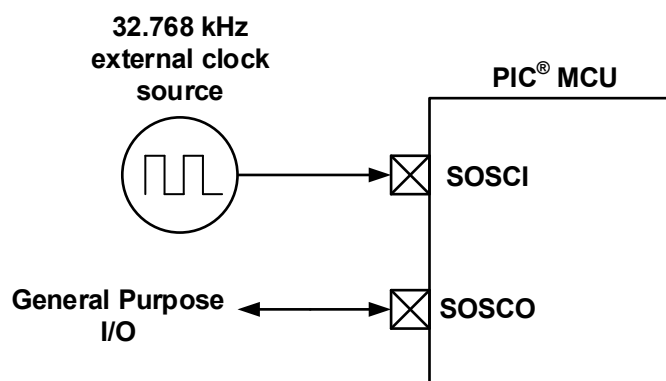 32.768 kHz
external clock
source
PIC® MCU
SOSCI
General Purpose
I/O
SOSCO